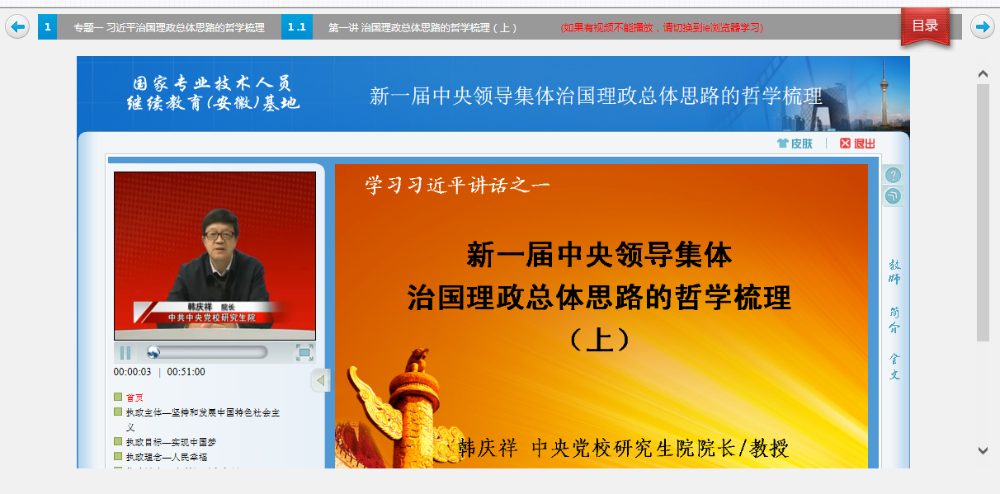 1
专题一 习近平治国理政总体思路的哲学梳理
1 .1
第一讲 治国理政总体思路的哲学梳理（上）
(如果有视频不能播放，请切换到ie浏览器学习)
目录
国家专业技术人员
继续教育(安徽)基地
新一届中央领导集体治国理政总体思路的哲学梳理
皮肤
退出
韩庆祥 院长
中共中央党校研究生院
00:00:03 | 00:51:00
首页
执政主体—坚持和发展中国特色社会主
义
执政目标—实现中国梦
执政理念—人民幸福
学习习近平讲话之一
新一届中央领导集体
治国理政总体思路的哲学梳理
（上）
韩庆祥 中央党校研究生院院长/教授
?
教师
简介
全文